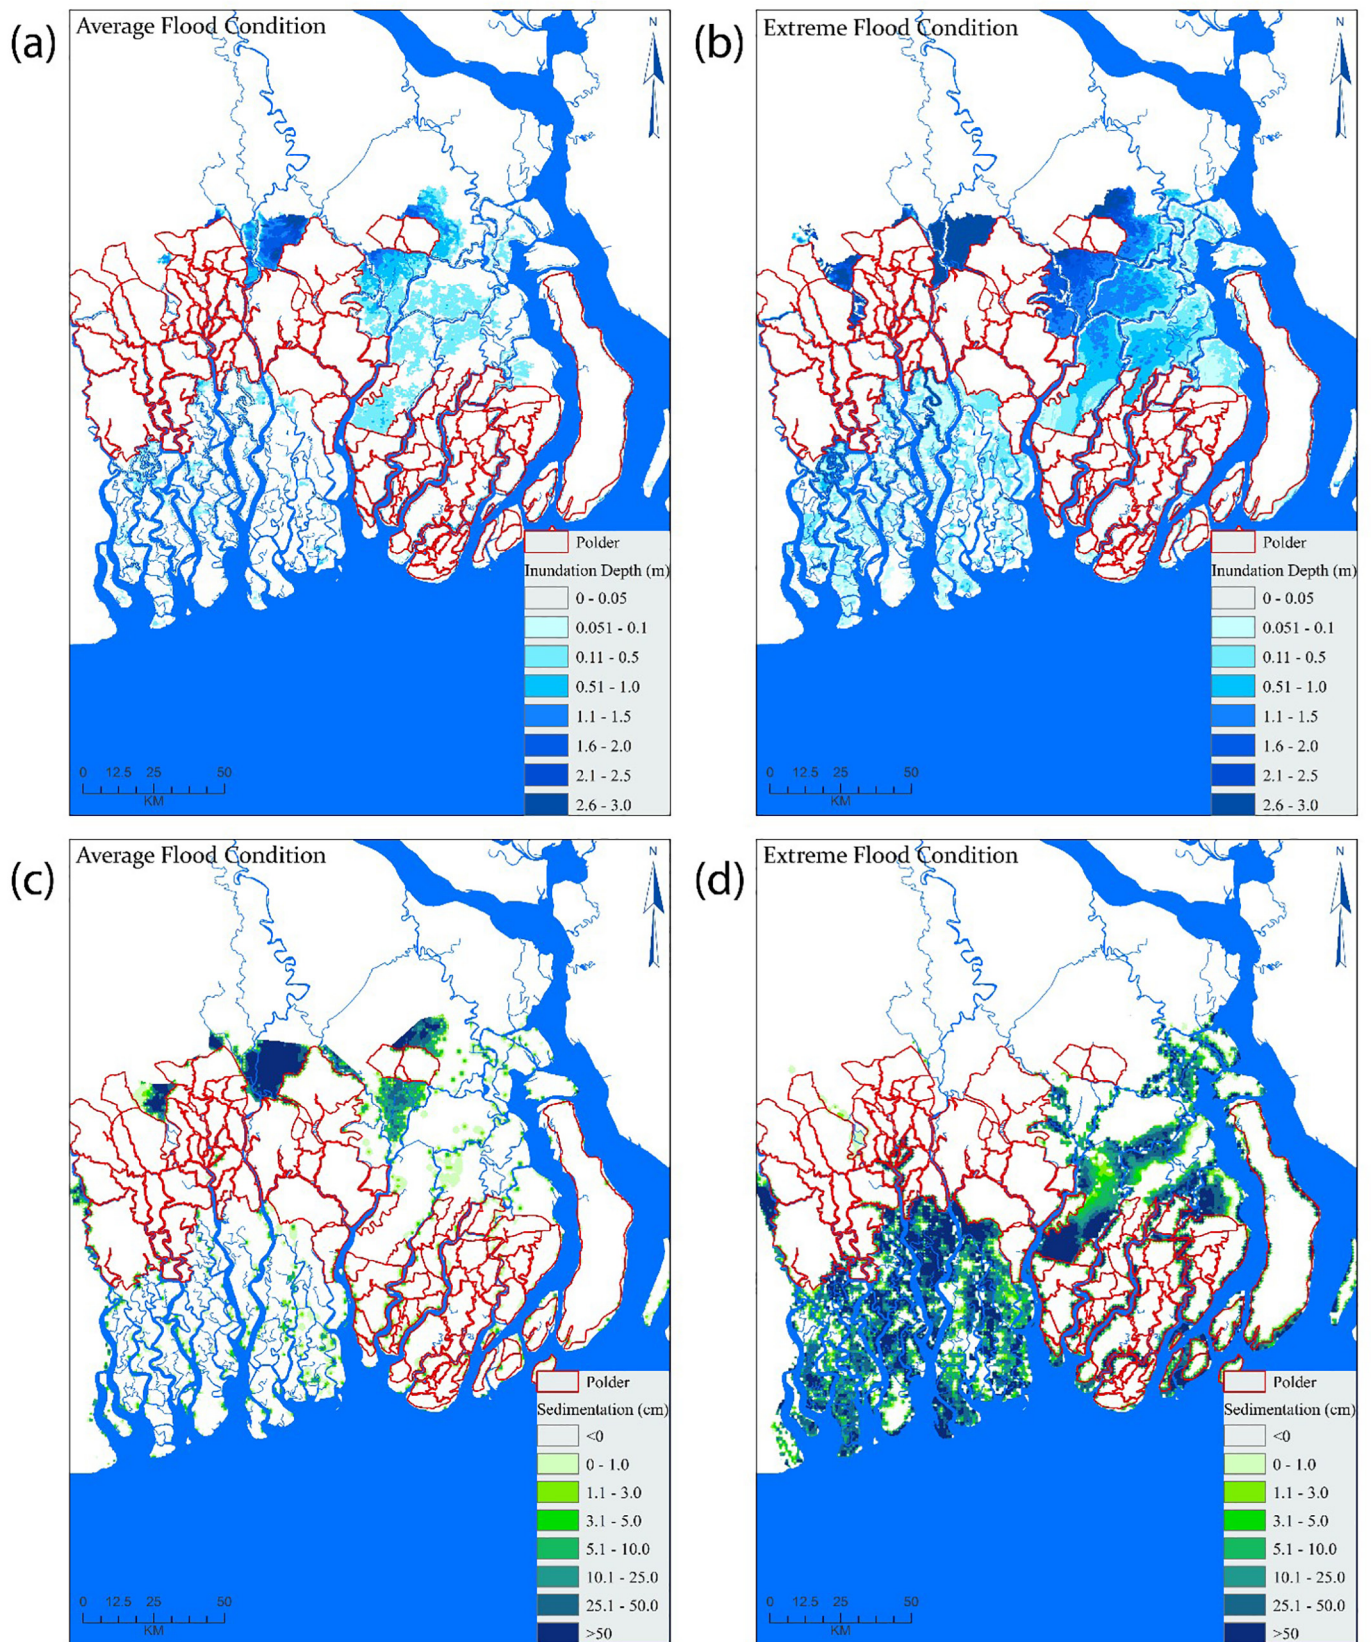 (a)
Average Flood Condition
N
Polder
Inundation Depth (m)
0 - 0.05
0.051 - 0.1
0.11 - 0.5
0.51 - 1.0
1.1 - 1.5
1.6 - 2.0
2.1 - 2.5
2.6 - 3.0
0 12.5 25 50
KM
(b)
Extreme Flood Condition
N
Polder
Inundation Depth (m)
0 - 0.05
0.051 - 0.1
0.11 - 0.5
0.51 - 1.0
1.1 - 1.5
1.6 - 2.0
2.1 - 2.5
2.6 - 3.0
0 12.5 25 50
KM
(c)
Average Flood Condition
N
Polder
Sedimentation (cm)
<0
0 - 1.0
1.1 - 3.0
3.1 - 5.0
5.1 - 10.0
10.1 - 25.0
25.1 - 50.0
>50
0 12.5 25 50
KM
(d)
Extreme Flood Condition
N
Polder
Sedimentation (cm)
<0
0 - 1.0
1.1 - 3.0
3.1 - 5.0
5.1 - 10.0
10.1 - 25.0
25.1 - 50.0
>50
0 12.5 25 50
KM